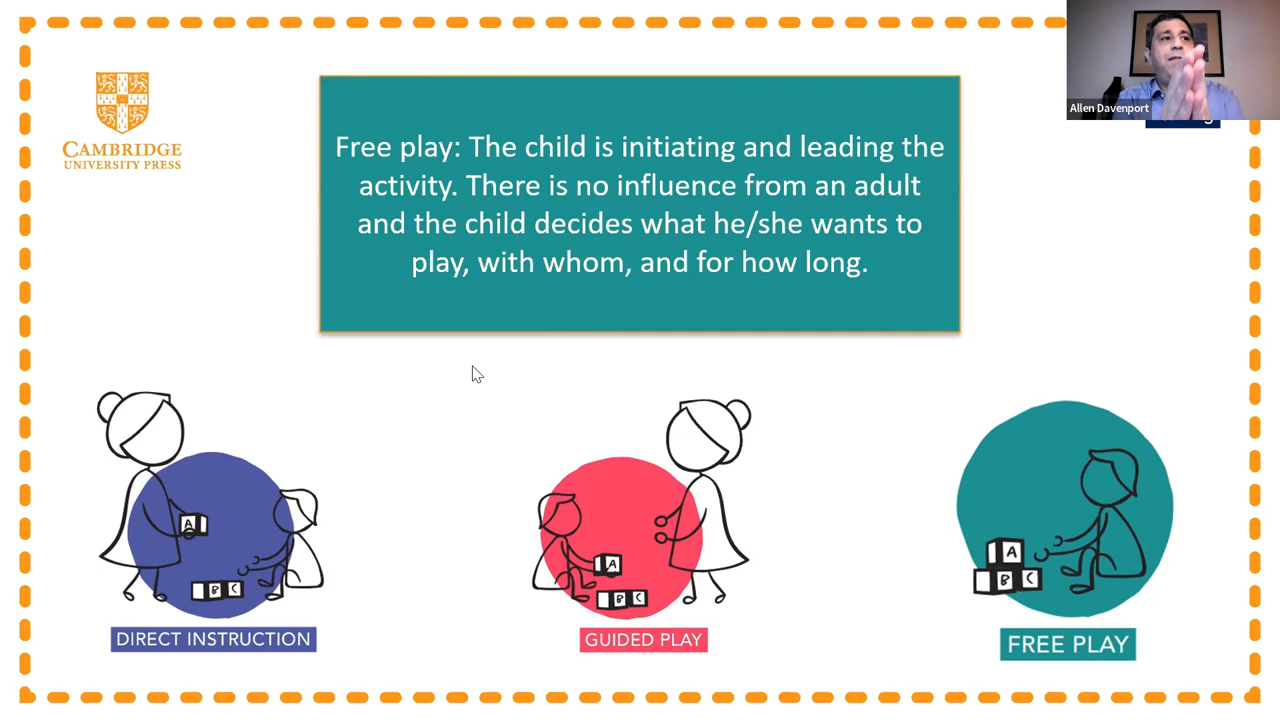 Allen Davenport
CAMBRIDGE
UNIVERSITY PRESS
Free play: The child is initiating and leading the
activity. There is no influence from an adult
and the child decides what he/she wants to
play, with whom, and for how long.
A
B C
A
B C
A
B C
DIRECT INSTRUCTION
GUIDED PLAY
FREE PLAY